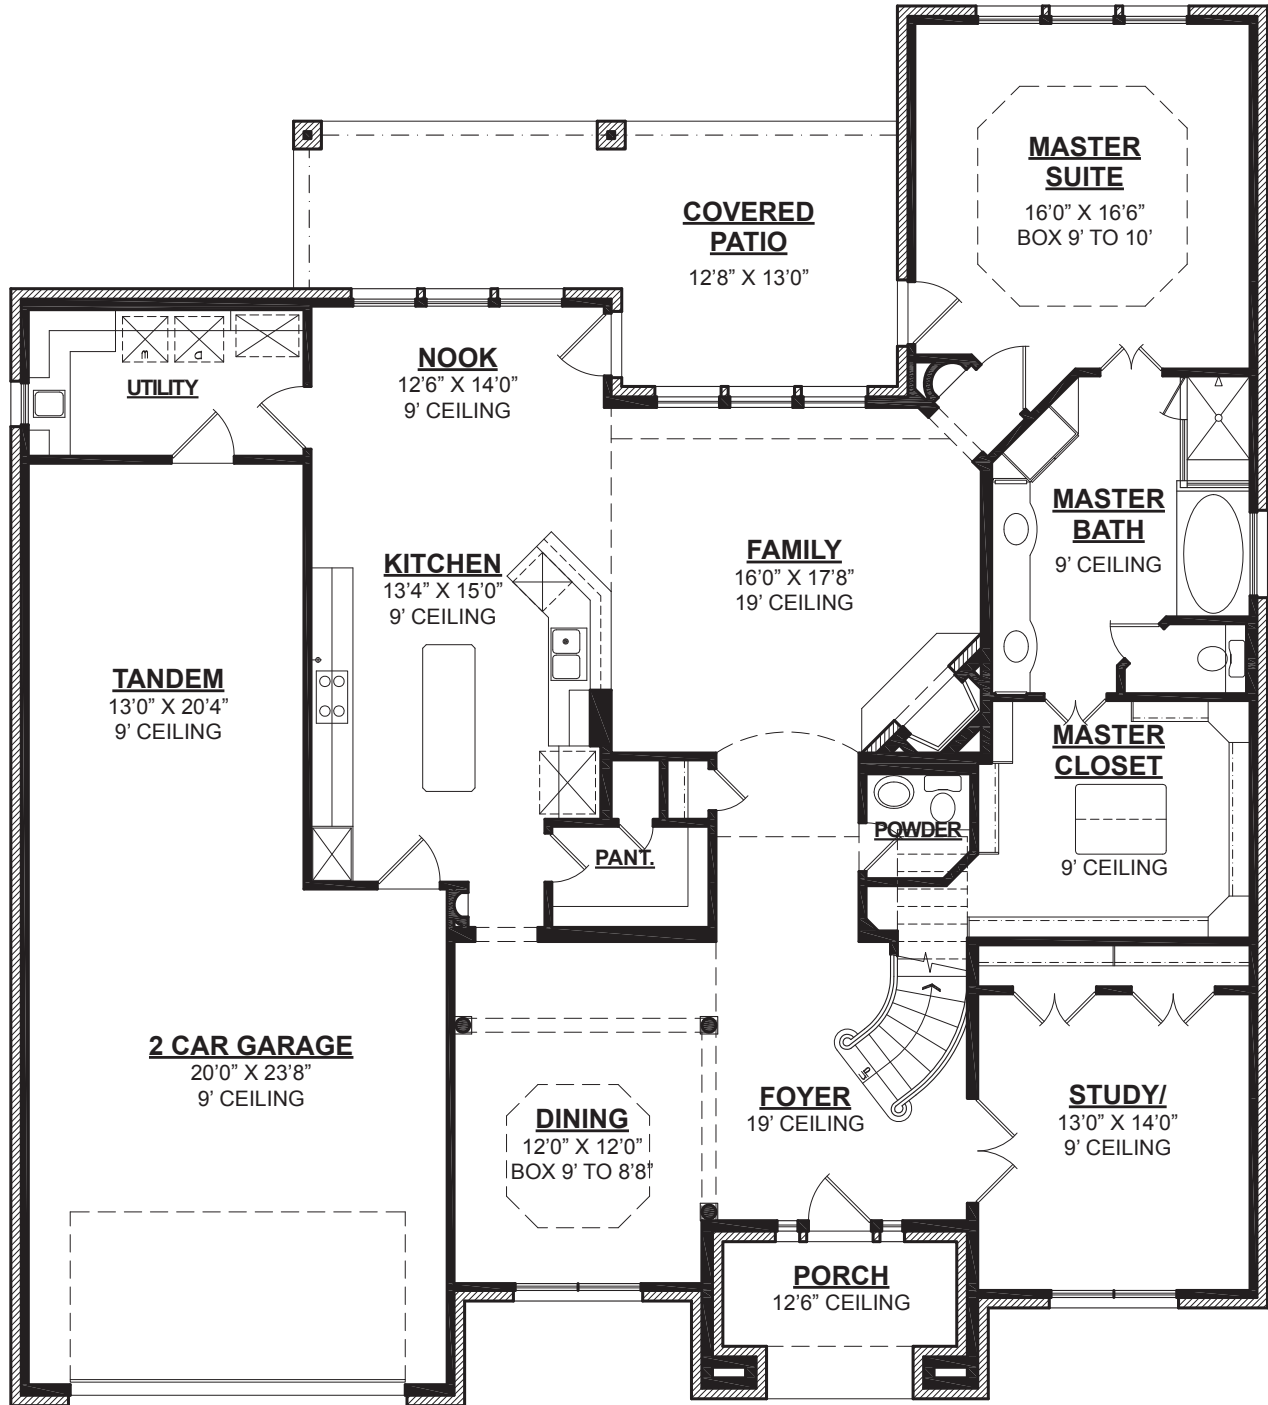 MASTER
SUITE
16'0” X 16'6”
BOX 9’ TO 10’
COVERED
PATIO
12’8” X 13’0”
NOOK
12’6” X 14’0”
9’ CEILING
m
d
UTILITY
MASTER
BATH
9’ CEILING
FAMILY
16’0” X 17’8”
19’ CEILING
KITCHEN
13’4” X 15’0”
9’ CEILING
TANDEM
13’0” X 20’4”
9’ CEILING
MASTER
CLOSET
9’ CEILING
POWDER
PANT.
2 CAR GARAGE
20’0” X 23’8”
9’ CEILING
up
FOYER
19’ CEILING
STUDY/
13’0” X 14’0”
9’ CEILING
DINING
12’0” X 12’0”
BOX 9’ TO 8’8”
PORCH
12’6” CEILING